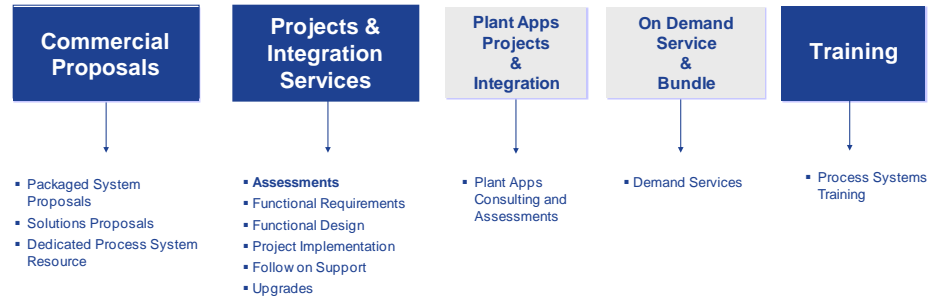 Commercial
Proposals
Projects &
Integration
Services
Plant Apps
Projects
&
Integration
On Demand
Service
&
Bundle
Training
▪ Packaged System
Proposals
▪ Solutions Proposals
▪ Dedicated Process System
Resource
▪ Assessments
▪ Functional Requirements
▪ Functional Design
▪ Project Implementation
▪ Follow on Support
▪ Upgrades
▪ Plant Apps
Consulting and
Assessments
▪ Demand Services
▪ Process Systems
Training